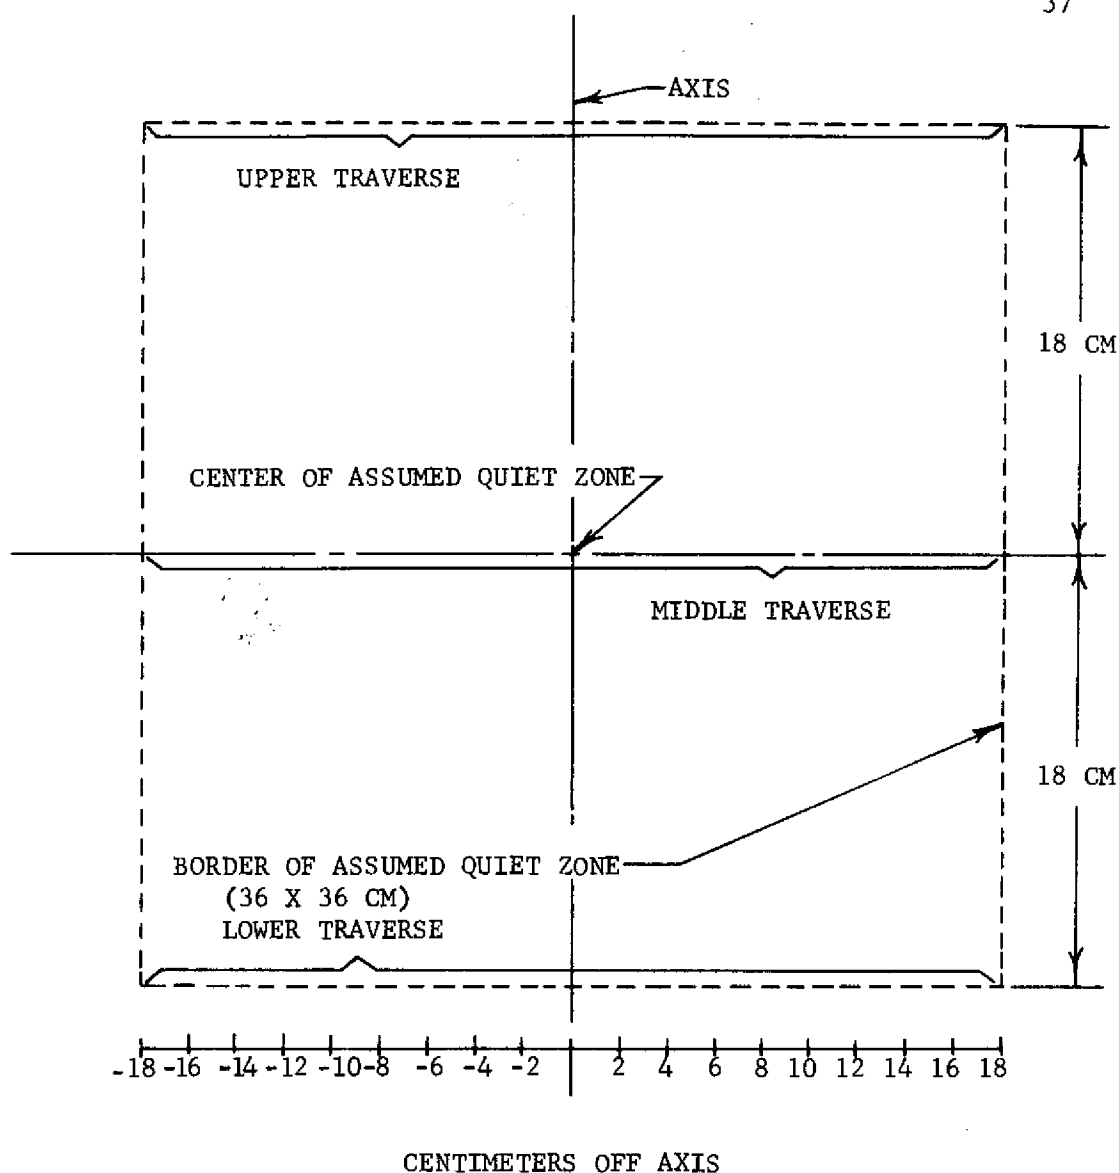 37
AXIS
UPPER TRAVERSE
18 CM
CENTER OF ASSUMED QUIET ZONE
MIDDLE TRAVERSE
18 CM
BORDER OF ASSUMED QUIET ZONE
(36 X 36 CM)
LOWER TRAVERSE
-18 -16 -14 -12 -10 -8 -6 -4 -2 2 4 6 8 10 12 14 16 18
CENTIMETERS OFF AXIS